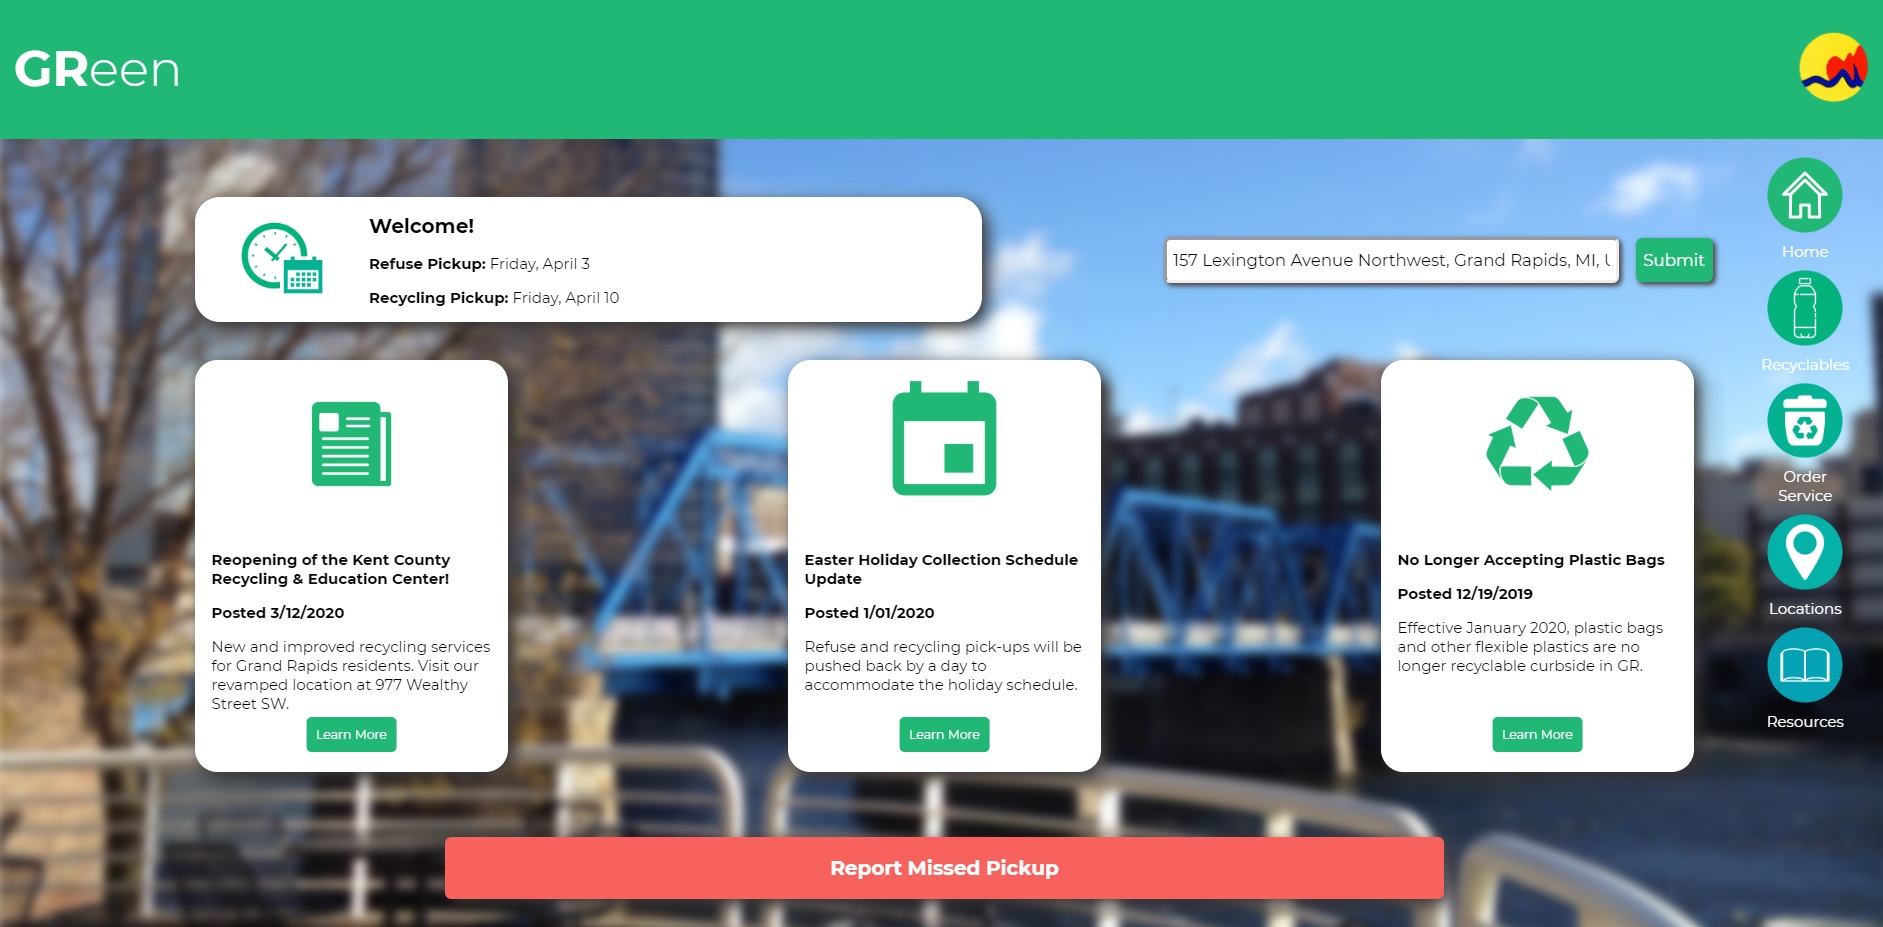 GReen
Welcome!
Refuse Pickup: Friday, April 3
Recycling Pickup: Friday, April 10
157 Lexington Avenue Northwest, Grand Rapids, MI,
Submit
Home
Recyclables
Order
Service
Locations
Resources
Reopening of the Kent County
Recycling & Education Center!
Posted 3/12/2020
New and improved recycling services
for Grand Rapids residents. Visit our
revamped location at 977 Wealthy
Street SW.
Learn More
Easter Holiday Collection Schedule
Update
Posted 1/01/2020
Refuse and recycling pick-ups will be
pushed back by a day to
accommodate the holiday schedule.
Learn More
No Longer Accepting Plastic Bags
Posted 12/19/2019
Effective January 2020, plastic bags
and other flexible plastics are no
longer recyclable curbside in GR.
Learn More
Report Missed Pickup